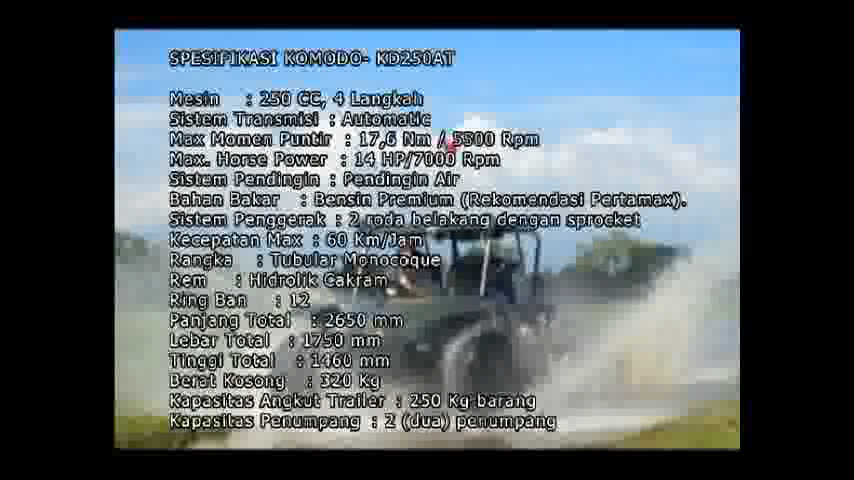 SPESIFIKASI KOMODO- KD250AT
Mesin : 250 CC, 4 Langkah
Sistem Transmisi : Automatic
Max Momen Puntir : 17,6 Nm / 5500 Rpm
Max. Horse Power : 14 HP/7000 Rpm
Sistem Pendingin : Pendingin Air
Bahan Bakar : Bensin Premium (Rekomendasi Pertamax).
Sistem Penggerak : 2 roda belakang dengan sprocket
Kecepatan Max : 60 Km/Jam
Rangka : Tubular Monocoque
Rem : Hidrolik Cakram
Ring Ban : 12
Panjang Total : 2650 mm
Lebar Total : 1750 mm
Tinggi Total : 1460 mm
Berat Kosong : 320 Kg
Kapasitas Angkut Trailer : 250 Kg barang
Kapasitas Penumpang : 2 (dua) penumpang